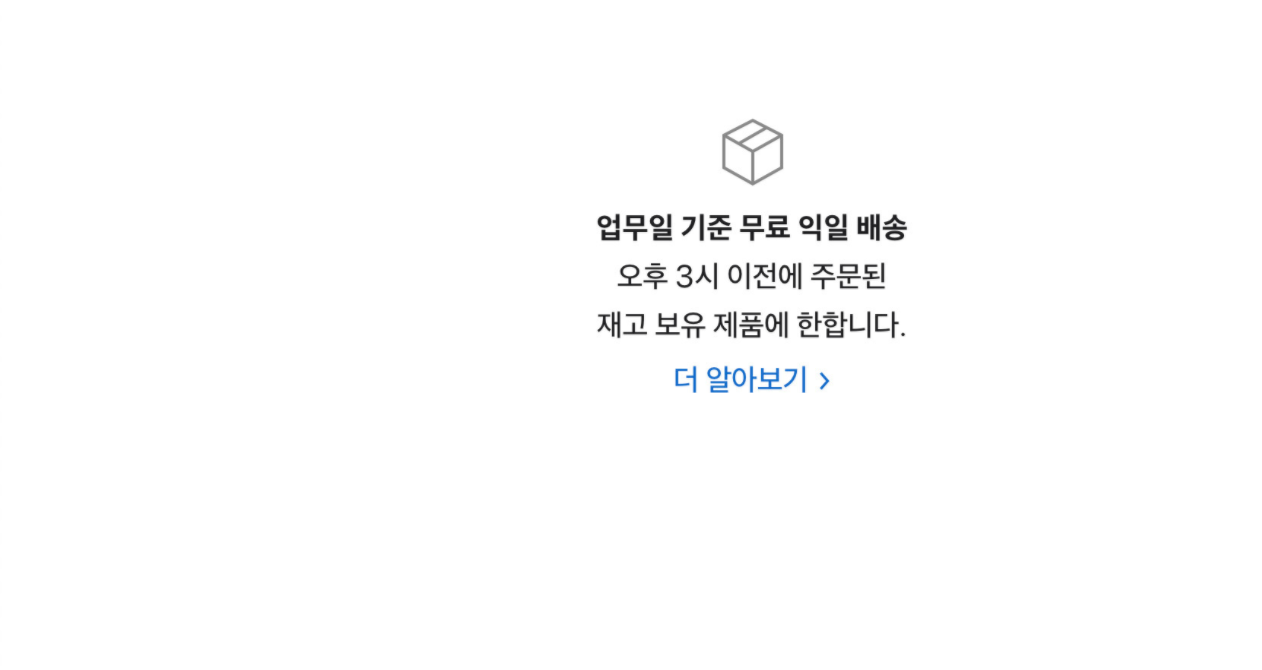 업무일 기준 무료 익일 배송
오후 3시 이전에 주문된
재고 보유 제품에 한합니다.
더 알아보기 >